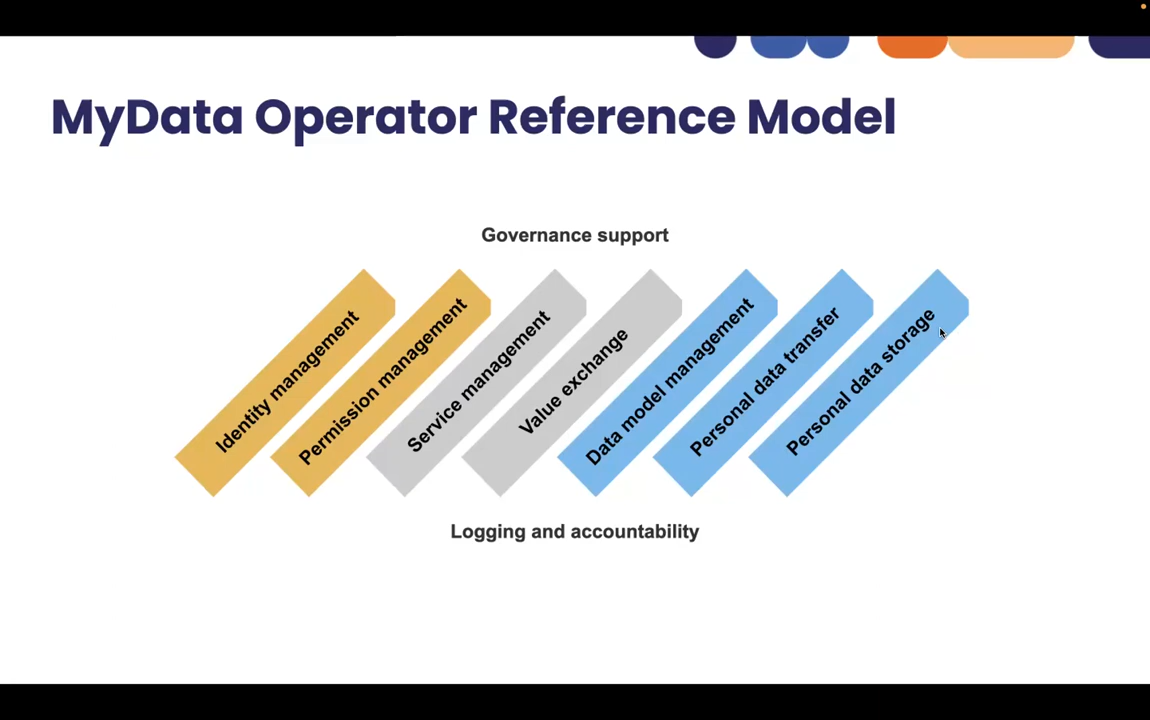 MyData Operator Reference Model
Governance support
Identity management
Permission management
Service management
Value exchange
Data model management
Personal data transfer
Personal data storage
Logging and accountability